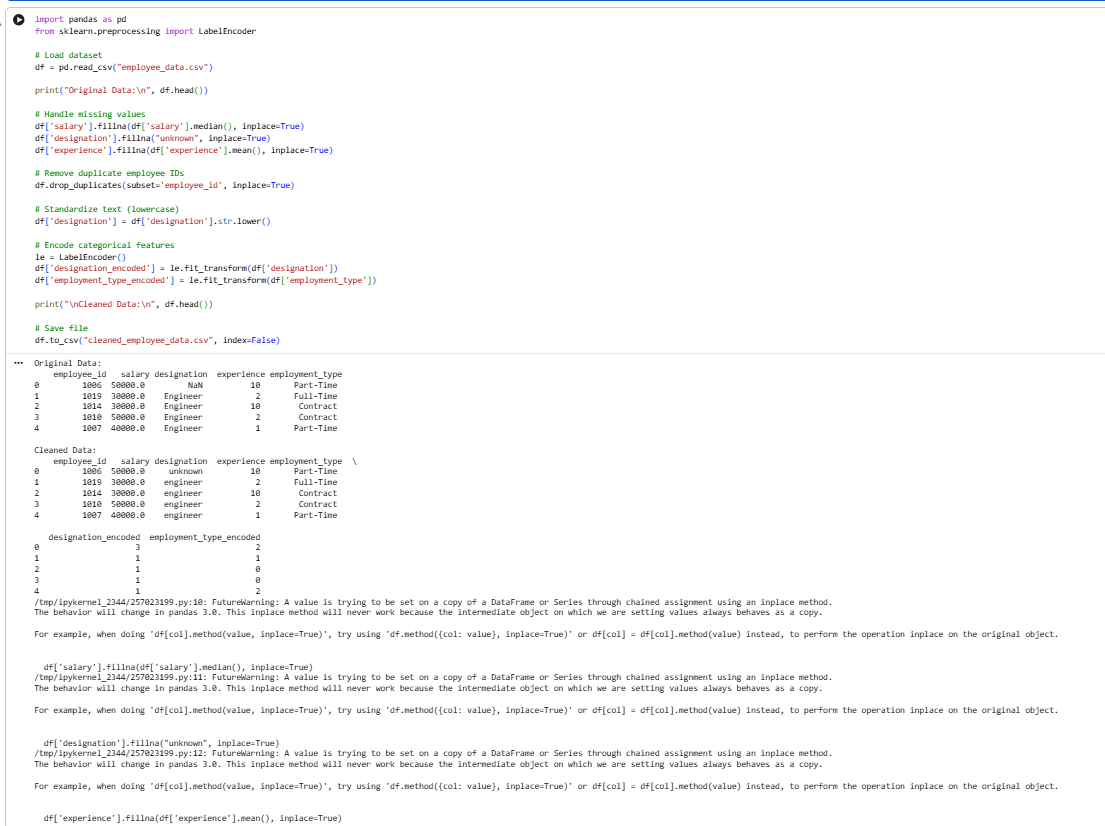 import pandas as pd
from sklearn.preprocessing import LabelEncoder
# Load dataset
df = pd.read_csv("employee_data.csv")
print("Original Data:\n", df.head())
# Handle missing values
df['salary'].fillna(df['salary'].median(), inplace=True)
df['designation'].fillna("unknown", inplace=True)
df['experience'].fillna(df['experience'].mean(), inplace=True)
# Remove duplicate employee IDs
df.drop_duplicates(subset='employee_id', inplace=True)
# Standardize text (lowercase)
df['designation'] = df['designation'].str.lower()
# Encode categorical features
le = LabelEncoder()
df['designation_encoded'] = le.fit_transform(df['designation'])
df['employment_type_encoded'] = le.fit_transform(df['employment_type'])
print("\nCleaned Data:\n", df.head())
# Save file
df.to_csv("cleaned_employee_data.csv", index=False)
Original Data:
employee_id salary designation experience employment_type
0 1006 50000.0 NaN 10 Part-Time
1 1019 30000.0 Engineer 2 Full-Time
2 1014 30000.0 Engineer 10 Contract
3 1010 50000.0 Engineer 2 Contract
4 1007 40000.0 Engineer 1 Part-Time
Cleaned Data:
employee_id salary designation experience employment_type \
0 1006 50000.0 unknown 10 Part-Time
1 1019 30000.0 engineer 2 Full-Time
2 1014 30000.0 engineer 10 Contract
3 1010 50000.0 engineer 2 Contract
4 1007 40000.0 engineer 1 Part-Time
designation_encoded employment_type_encoded
0 3 2
1 1 1
2 1 0
3 1 0
4 1 2
/tmp/ipykernel_2344/257023199.py:10: FutureWarning: A value is trying to be set on a copy of a DataFrame or Series through chained assignment using an inplace method.
The behavior will change in pandas 3.0. This inplace method will never work because the intermediate object on which we are setting values always behaves as a copy.
For example, when doing 'df[col].method(value, inplace=True)', try using 'df.method({col: value}, inplace=True)' or df[col] = df[col].method(value) instead, to perform the operation inplace on the original object.
df['salary'].fillna(df['salary'].median(), inplace=True)
/tmp/ipykernel_2344/257023199.py:11: FutureWarning: A value is trying to be set on a copy of a DataFrame or Series through chained assignment using an inplace method.
The behavior will change in pandas 3.0. This inplace method will never work because the intermediate object on which we are setting values always behaves as a copy.
For example, when doing 'df[col].method(value, inplace=True)', try using 'df.method({col: value}, inplace=True)' or df[col] = df[col].method(value) instead, to perform the operation inplace on the original object.
df['designation'].fillna("unknown", inplace=True)
/tmp/ipykernel_2344/257023199.py:12: FutureWarning: A value is trying to be set on a copy of a DataFrame or Series through chained assignment using an inplace method.
The behavior will change in pandas 3.0. This inplace method will never work because the intermediate object on which we are setting values always behaves as a copy.
For example, when doing 'df[col].method(value, inplace=True)', try using 'df.method({col: value}, inplace=True)' or df[col] = df[col].method(value) instead, to perform the operation inplace on the original object.
df['experience'].fillna(df['experience'].mean(), inplace=True)